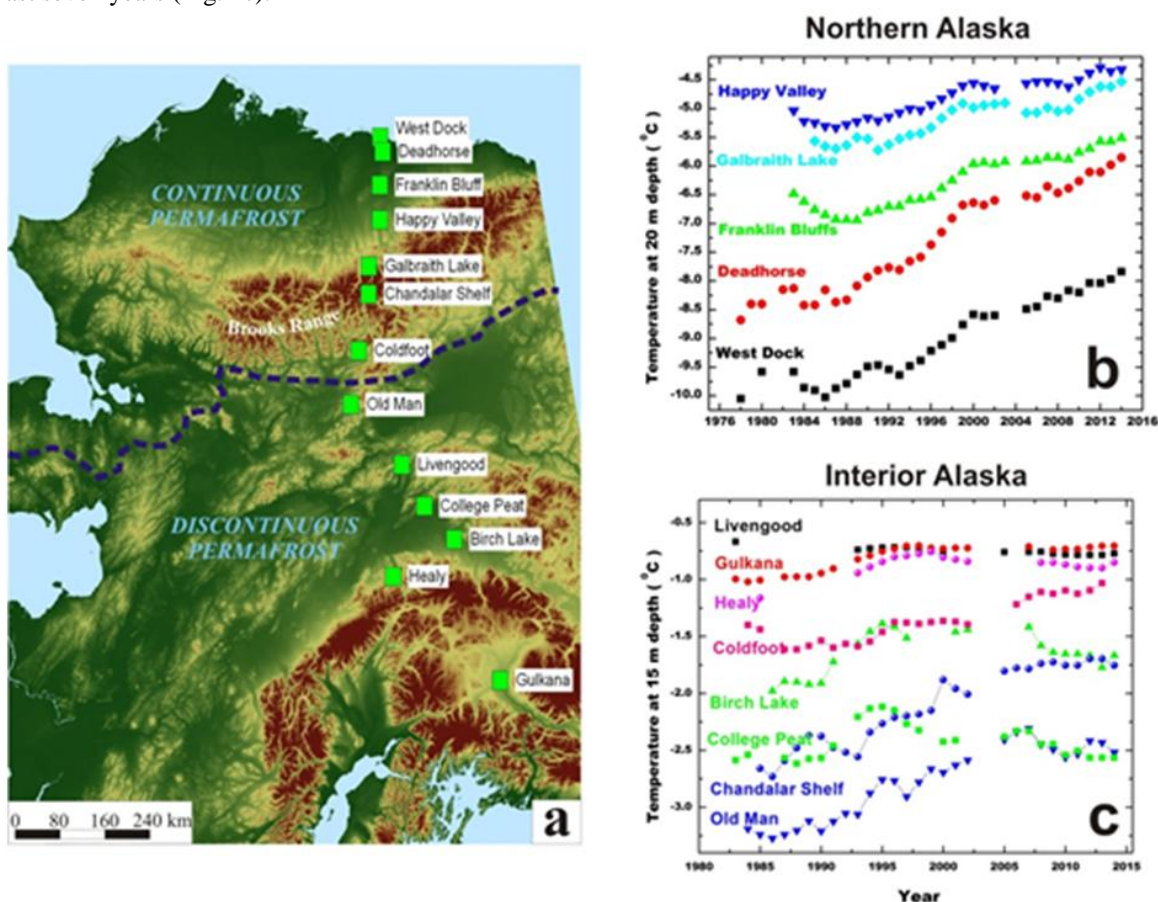 Northern Alaska
West Dock
Deadhorse
Franklin Bluff
Happy Valley
Galbraith Lake
Chandalar Shelf
Coldfoot
Old Man
Livengood
College Peat
Birch Lake
Healy
Gulkana
CONTINUOUS
PERMAFROST
Brooks Range
DISCONTINUOUS
PERMAFROST
0 80 160 240 km
a
Temperature at 20 m depth ( °C)
-4.5
-5.0
-5.5
-6.0
-6.5
-7.0
-7.5
-8.0
-8.5
-9.0
-9.5
-10.0
Happy Valley
Galbraith Lake
Franklin Bluffs
Deadhorse
West Dock
b
1976 1980 1984 1988 1992 1996 2000 2004 2008 2012 2016
Interior Alaska
Temperature at 15 m depth ( °C)
-0.5
-1.0
-1.5
-2.0
-2.5
-3.0
Livengood
Gulkana
Healy
Coldfoot
Birch Lake
College Peat
Chandalar Shelf
Old Man
c
1980 1985 1990 1995 2000 2005 2010 2015
Year